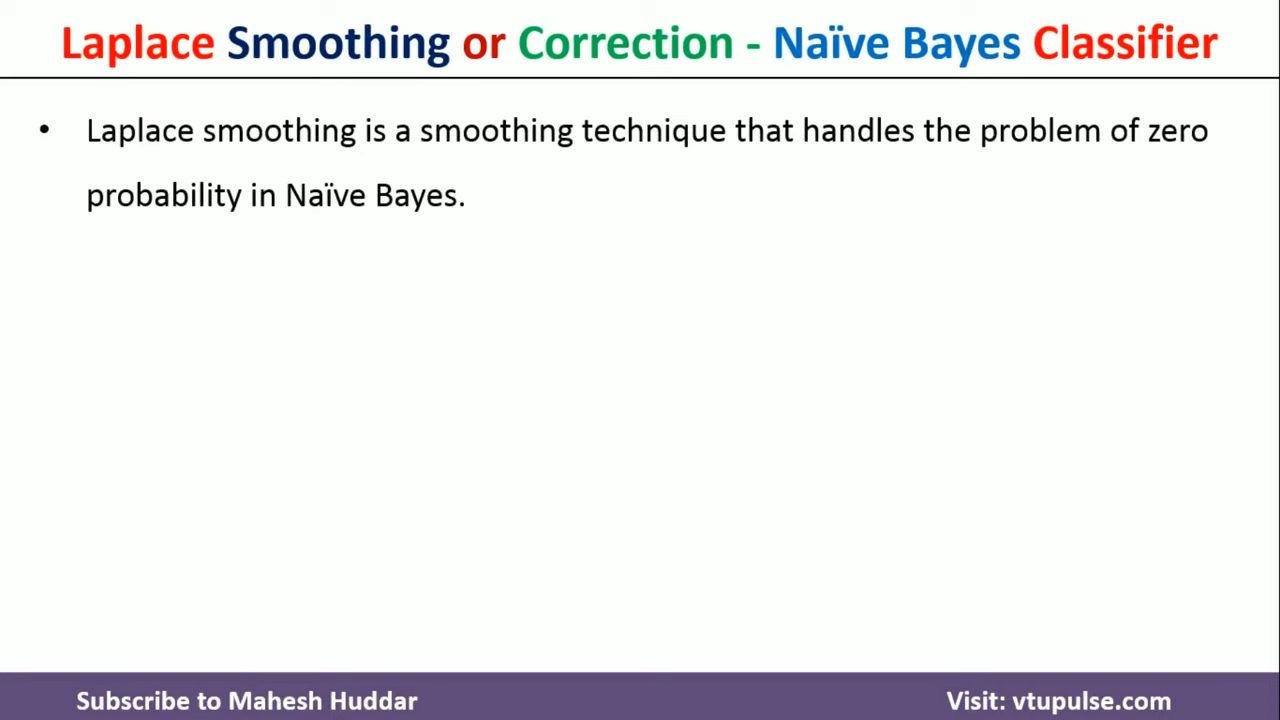 Laplace Smoothing or Correction - Naïve Bayes Classifier
• Laplace smoothing is a smoothing technique that handles the problem of zero
probability in Naïve Bayes.
Subscribe to Mahesh Huddar
Visit: vtupulse.com